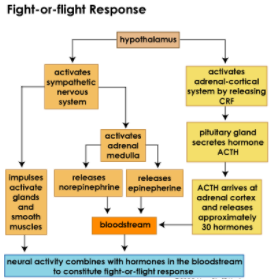 Fight-or-flight Response
hypothalamus
activates
sympathetic
nervous
system
activates
adrenal-cortical
system by releasing
CRF
activates
adrenal
medulla
pituitary gland
secretes hormone
ACTH
impulses
activate
glands
and
smooth
muscles
releases
norepinephrine
releases
epinepherine
ACTH arrives at
adrenal cortex
and releases
approximately
30 hormones
bloodstream
neural activity combines with hormones in the bloodstream
to constitute fight-or-flight response